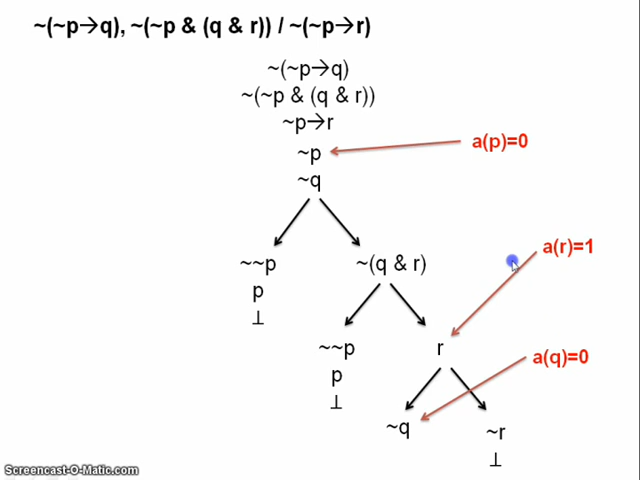 ~(~p→q), ~(~p & (q & r)) / ~(~p→r)
~(~p→q)
~(~p & (q & r))
~p→r
~p
a(p)=0
~q
~~p
~(q & r)
a(r)=1
p
⊥
~~p
r
a(q)=0
p
⊥
~q
~r
⊥
Screencast-O-Matic.com